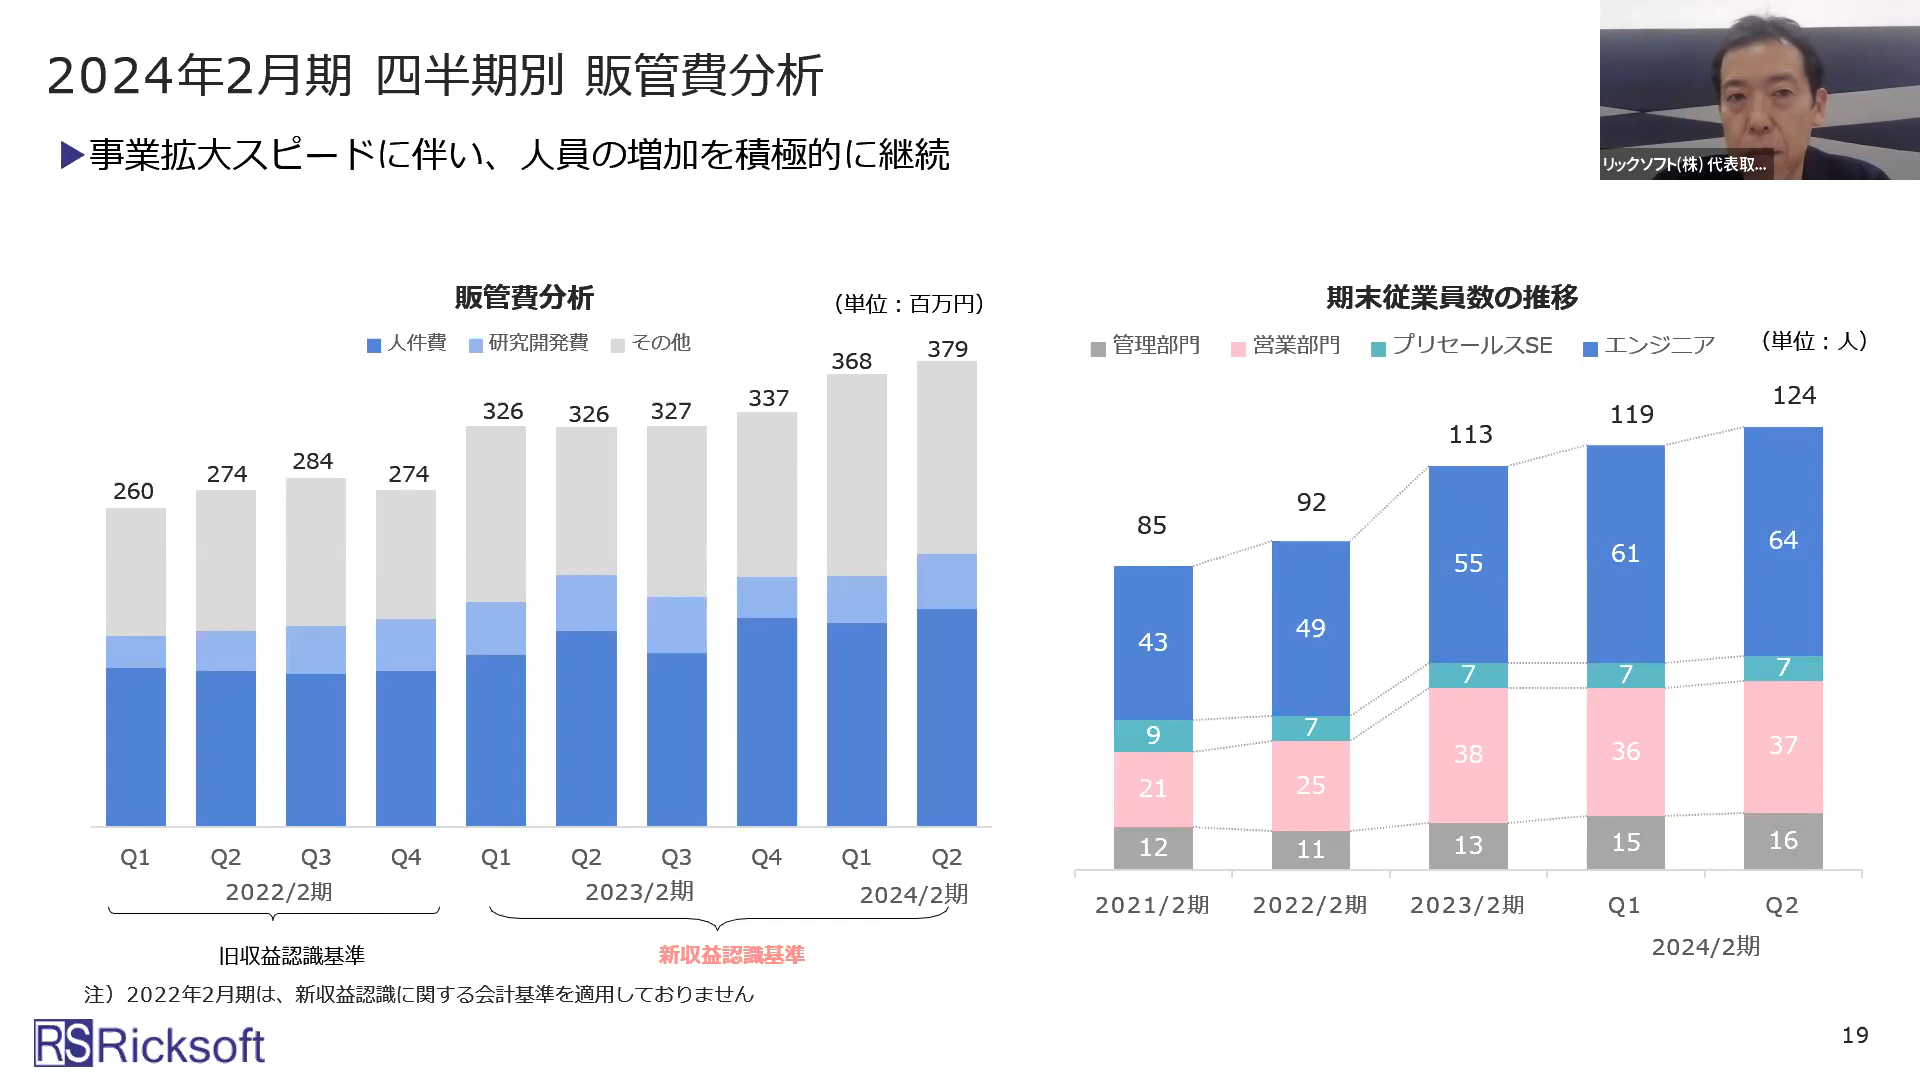 2024年2月期 四半期別 販管費分析
▶事業拡大スピードに伴い、人員の増加を積極的に継続
リックソフト(株) 代表取...
販管費分析
(単位：百万円)
人件費 研究開発費 その他
260 274 284 274 326 326 327 337 368 379
Q1 Q2 Q3 Q4 Q1 Q2 Q3 Q4 Q1 Q2
2022/2期 2023/2期 2024/2期
旧収益認識基準 新収益認識基準
注）2022年2月期は、新収益認識に関する会計基準を適用しておりません
期末従業員数の推移
管理部門 営業部門 プリセールスSE エンジニア (単位：人)
85 92 113 119 124
43 49 55 61 64
9 7 7 7 7
21 25 38 36 37
12 11 13 15 16
2021/2期 2022/2期 2023/2期 Q1 Q2
2024/2期
RS Ricksoft
19